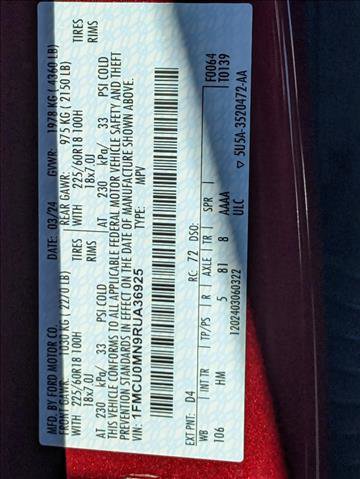 MFD. BY FORD MOTOR CO.
DATE: 03/24 GVWR: 1978 KG ( 4360 LB)
FRONT GAWR: 1030 KG ( 2270 LB) REAR GAWR: 975 KG ( 2150 LB)
WITH 225/60R18 100H TIRES WITH 225/60R18 100H TIRES
18x7.0J RIMS 18x7.0J RIMS
AT 230 kPa/ 33 PSI COLD AT 230 kPa/ 33 PSI COLD
THIS VEHICLE CONFORMS TO ALL APPLICABLE FEDERAL MOTOR VEHICLE SAFETY AND THEFT
PREVENTION STANDARDS IN EFFECT ON THE DATE OF MANUFACTURE SHOWN ABOVE.
VIN: 1FMCU0MN9RUA36925
TYPE: MPV
F0064
T0139
EXT PNT: D4 RC: 72 DSO:
WB INT TR TP/PS R AXLE TR SPR
106 HM 5 81 8 AAAA
ULC
1202403060322
▽ 5U5A-3520472-AA